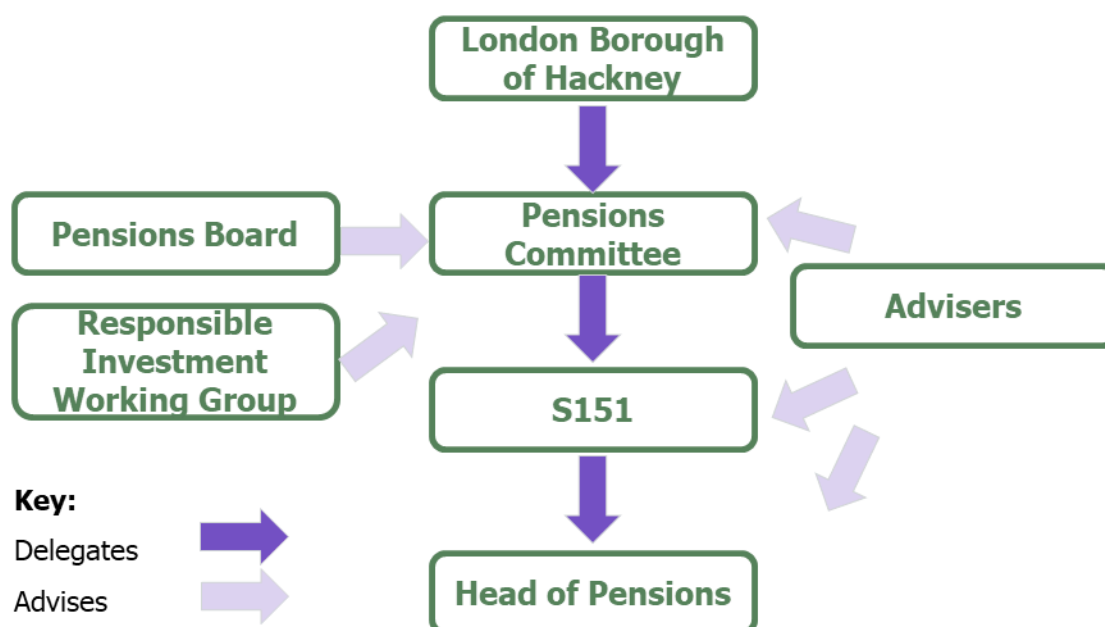 London Borough
of Hackney
Pensions Board
Pensions
Committee
Advisers
Responsible
Investment
Working Group
S151
Key:
Delegates
Advises
Head of Pensions